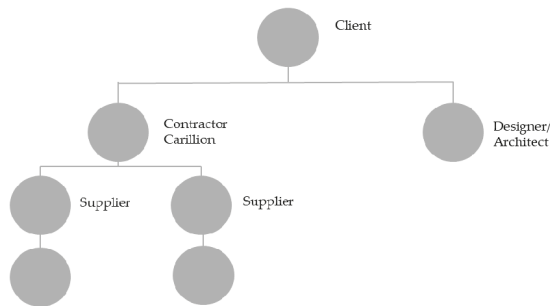 Client
Contractor
Carillion
Designer/
Architect
Supplier
Supplier